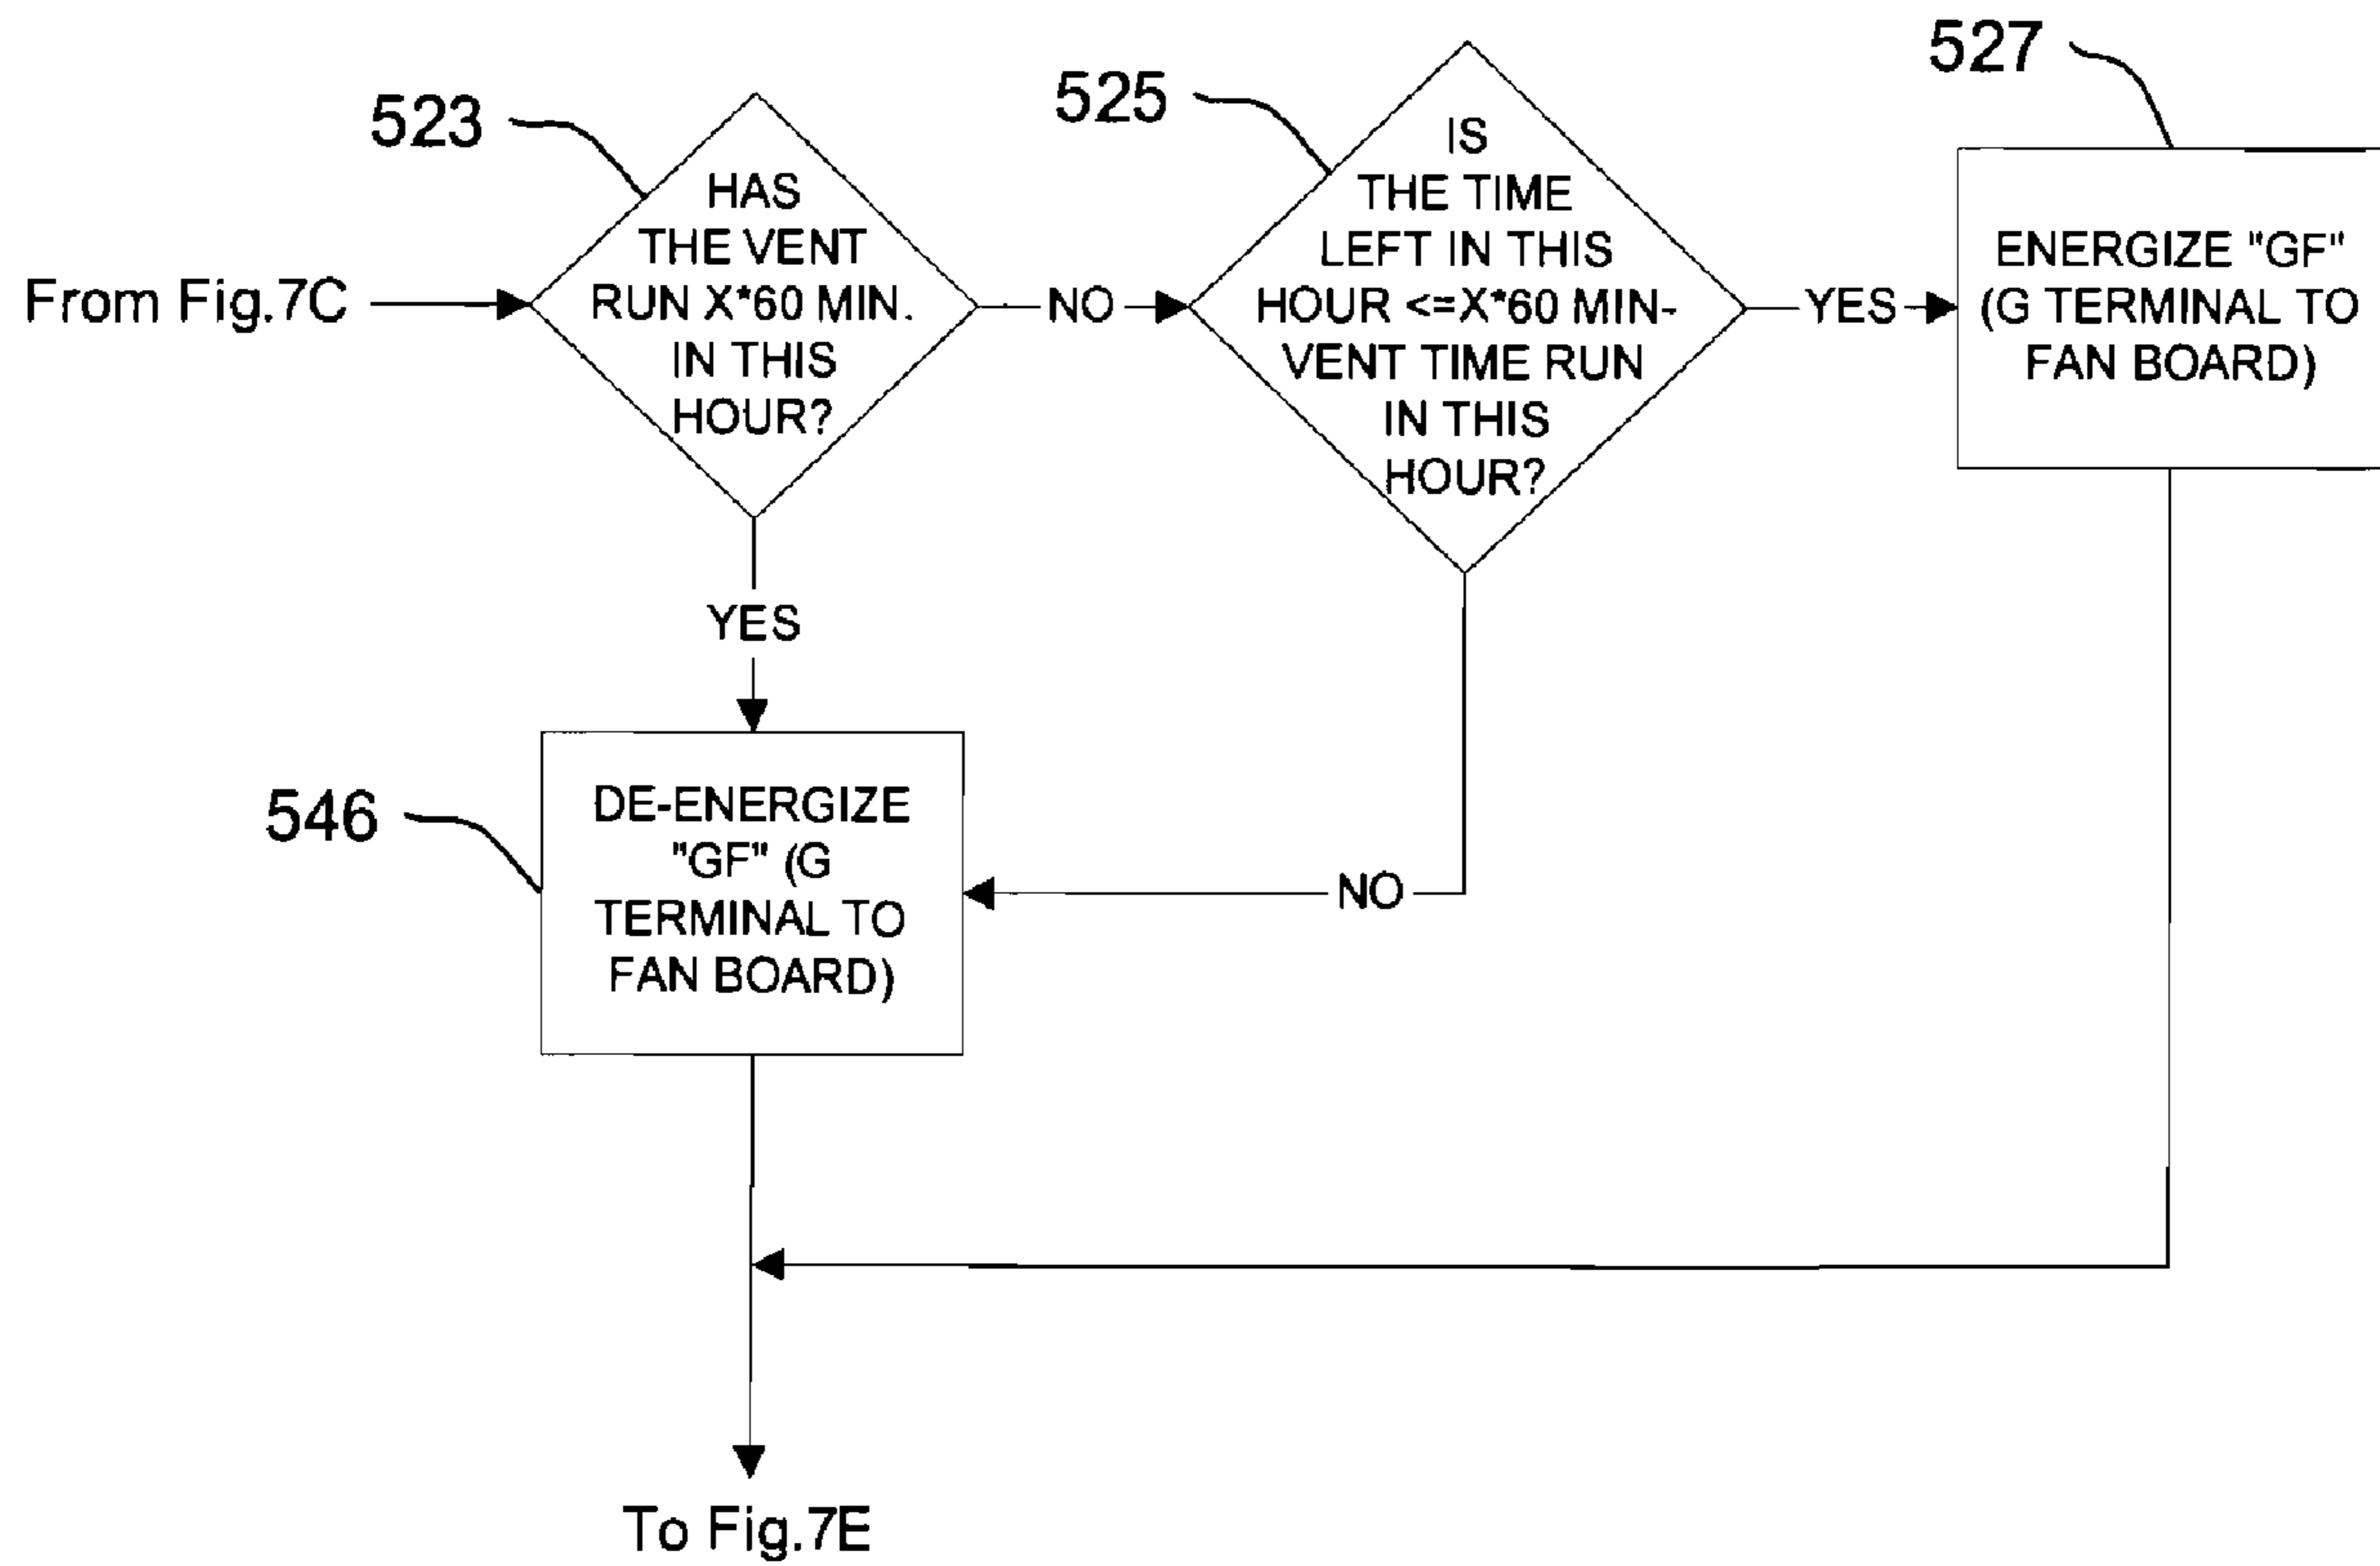 523
525
527
From Fig.7C
HAS
THE VENT
RUN X*60 MIN.
IN THIS
HOUR?
NO
IS
THE TIME
LEFT IN THIS
HOUR <=X*60 MIN-
VENT TIME RUN
IN THIS
HOUR?
YES
ENERGIZE "GF"
(G TERMINAL TO
FAN BOARD)
YES
546
DE-ENERGIZE
"GF" (G
TERMINAL TO
FAN BOARD)
NO
To Fig.7E